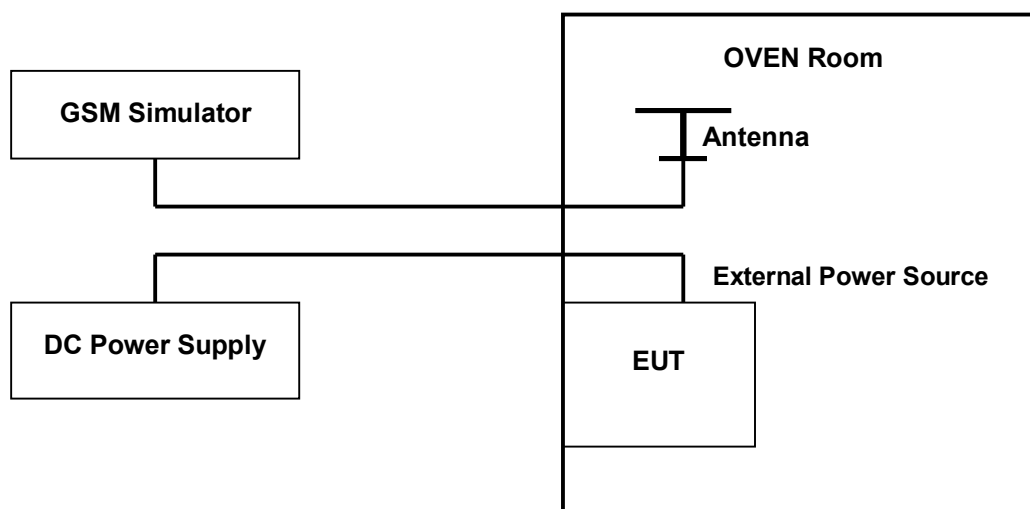 OVEN Room
GSM Simulator
Antenna
External Power Source
DC Power Supply
EUT